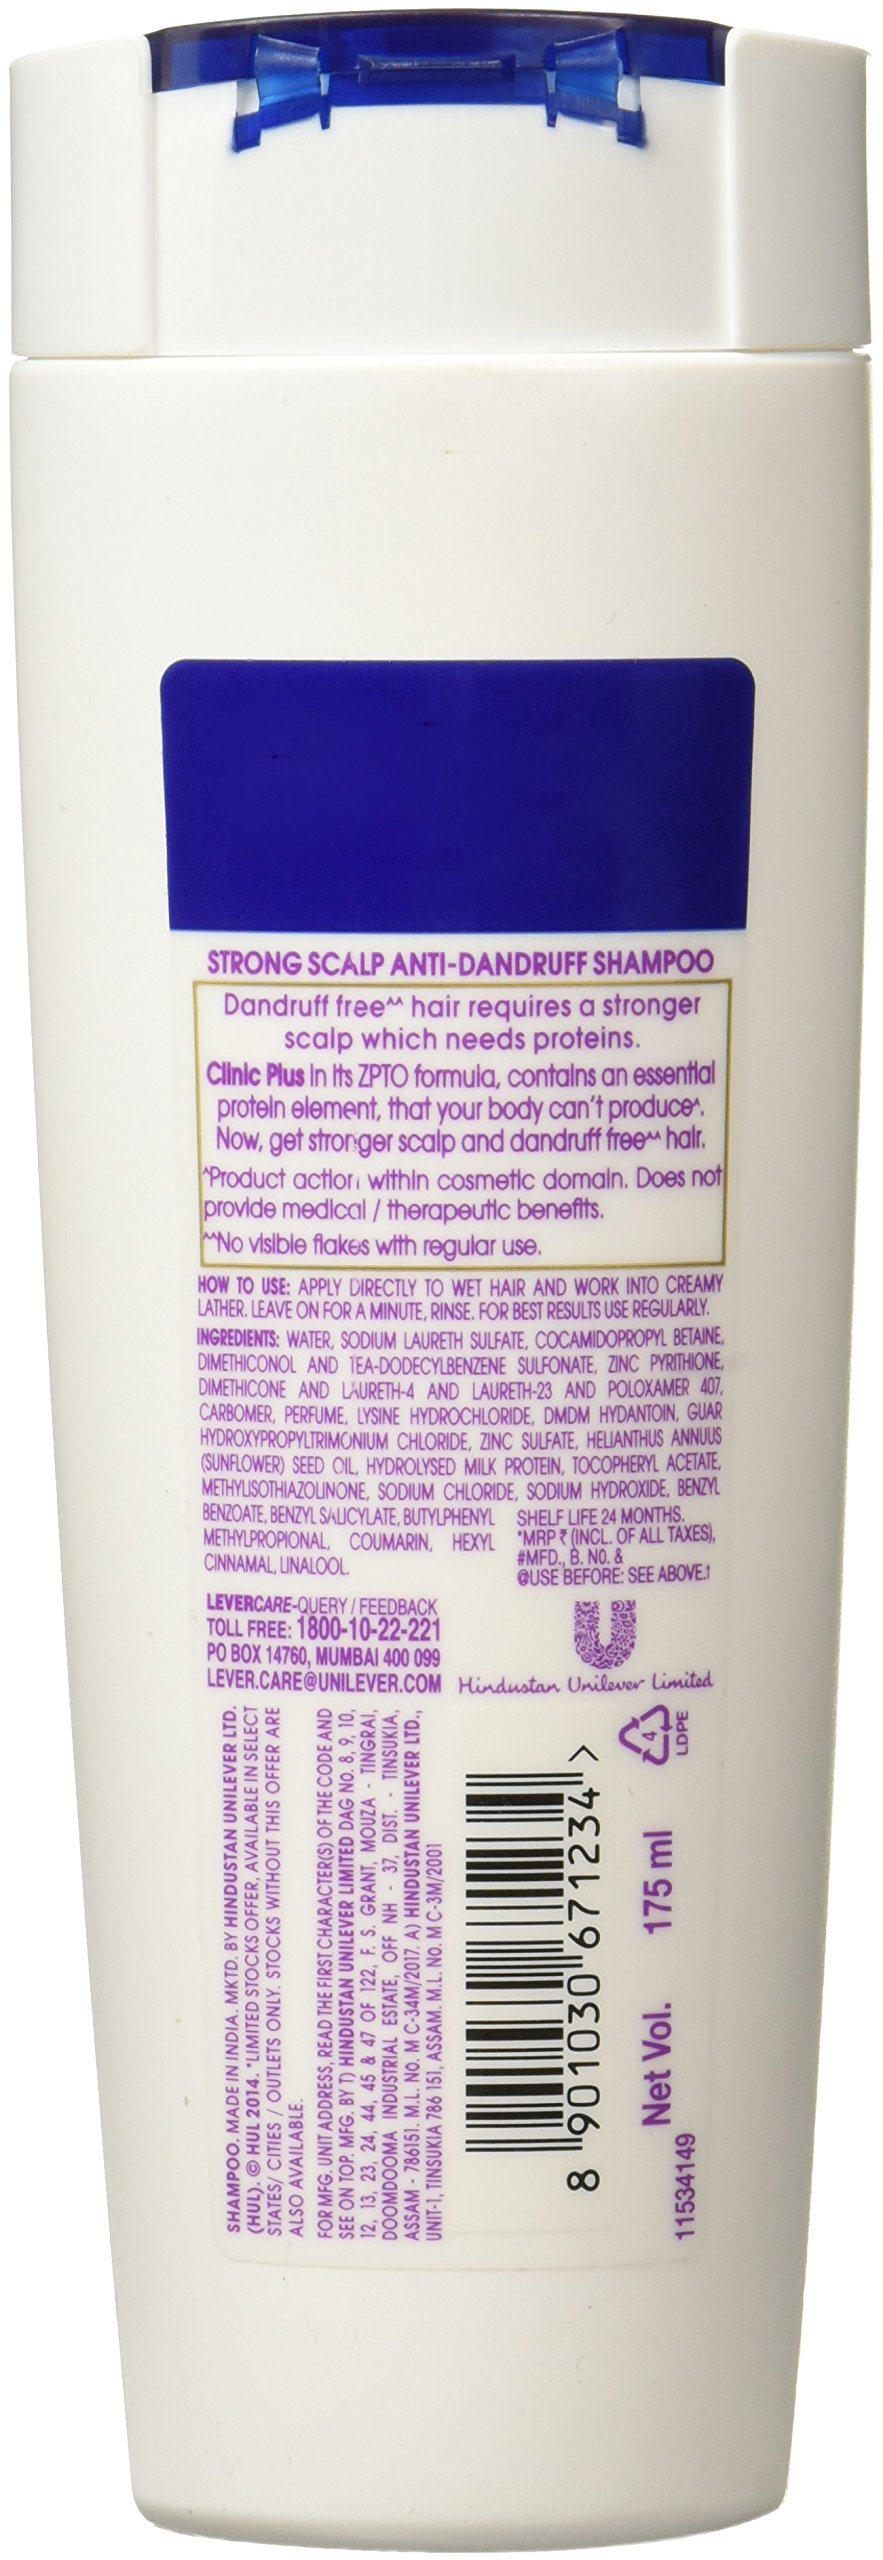 STRONG SCALP ANTI-DANDRUFF SHAMPOO
Dandruff free^^ hair requires a stronger
scalp which needs proteins.
Clinic Plus in its ZPTO formula, contains an essential
protein element, that your body can't produce^.
Now, get stronger scalp and dandruff free^^ hair.
^Product action within cosmetic domain. Does not
provide medical / therapeutic benefits.
^^No visible flakes with regular use.
HOW TO USE: APPLY DIRECTLY TO WET HAIR AND WORK INTO CREAMY
LATHER. LEAVE ON FOR A MINUTE, RINSE. FOR BEST RESULTS USE REGULARLY.
INGREDIENTS: WATER, SODIUM LAURETH SULFATE, COCAMIDOPROPYL BETAINE,
DIMETHICONOL AND TEA-DODECYLBENZENE SULFONATE, ZINC PYRITHIONE,
DIMETHICONE AND LAURETH-4 AND LAURETH-23 AND POLOXAMER 407,
CARBOMER, PERFUME, LYSINE HYDROCHLORIDE, DMDM HYDANTOIN, GUAR
HYDROXYPROPYLTRIMONIUM CHLORIDE, ZINC SULFATE, HELIANTHUS ANNUUS
(SUNFLOWER) SEED OIL, HYDROLYSED MILK PROTEIN, TOCOPHERYL ACETATE,
METHYLISOTHIAZOLINONE, SODIUM CHLORIDE, SODIUM HYDROXIDE, BENZYL
BENZOATE, BENZYL SALICYLATE, BUTYLPHENYL
METHYLPROPIONAL, COUMARIN, HEXYL
CINNAMAL, LINALOOL.
SHELF LIFE 24 MONTHS.
*MRP ₹ (INCL. OF ALL TAXES),
#MFD., B. NO. &
@USE BEFORE: SEE ABOVE.†
LEVERCARE-QUERY / FEEDBACK
TOLL FREE: 1800-10-22-221
PO BOX 14760, MUMBAI 400 099
LEVER.CARE@UNILEVER.COM
Hindustan Unilever Limited
SHAMPOO. MADE IN INDIA. MKTD. BY HINDUSTAN UNILEVER LTD.
(HUL). © HUL 2014. *LIMITED STOCKS OFFER, AVAILABLE IN SELECT
STATES/ CITIES / OUTLETS ONLY. STOCKS WITHOUT THIS OFFER ARE
ALSO AVAILABLE.
FOR MFG. UNIT ADDRESS, READ THE FIRST CHARACTER(S) OF THE CODE AND
SEE ON TOP. MFG. BY T) HINDUSTAN UNILEVER LIMITED DAG NO. 8, 9, 10,
12, 13, 23, 24, 44, 45 & 47 OF 122, F. S. GRANT, MOUZA - TINGRAI,
DOOMDOOMA INDUSTRIAL ESTATE, OFF NH - 37, DIST. - TINSUKIA,
ASSAM - 786151. M.L. NO. M C-34M/2017. A) HINDUSTAN UNILEVER LTD.,
UNIT-1, TINSUKIA 786 151, ASSAM. M.L. NO. M C-3M/2001
8 901030 671234 >
4
LDPE
Net Vol. 175 ml
11534149